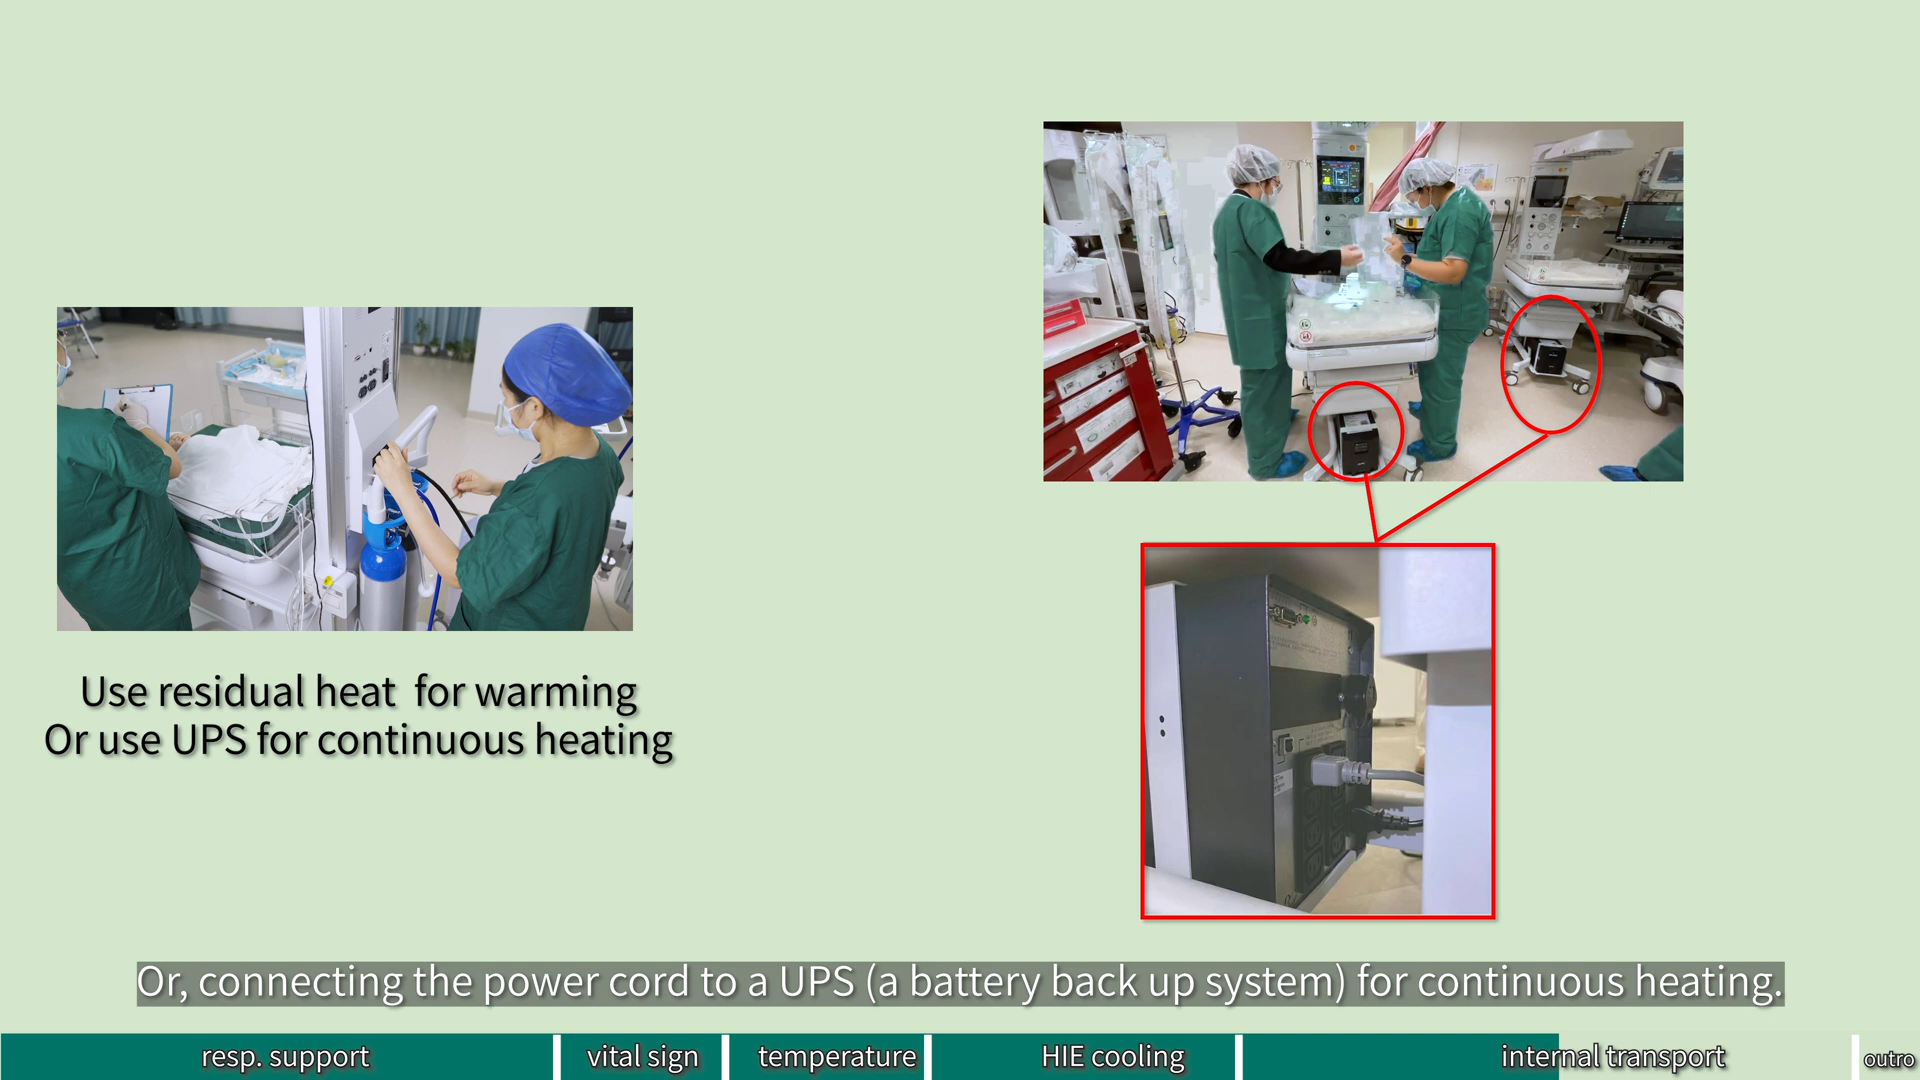 Use residual heat for warming
Or use UPS for continuous heating
Or, connecting the power cord to a UPS (a battery back up system) for continuous heating.
resp. support
vital sign
temperature
HIE cooling
internal transport
outro